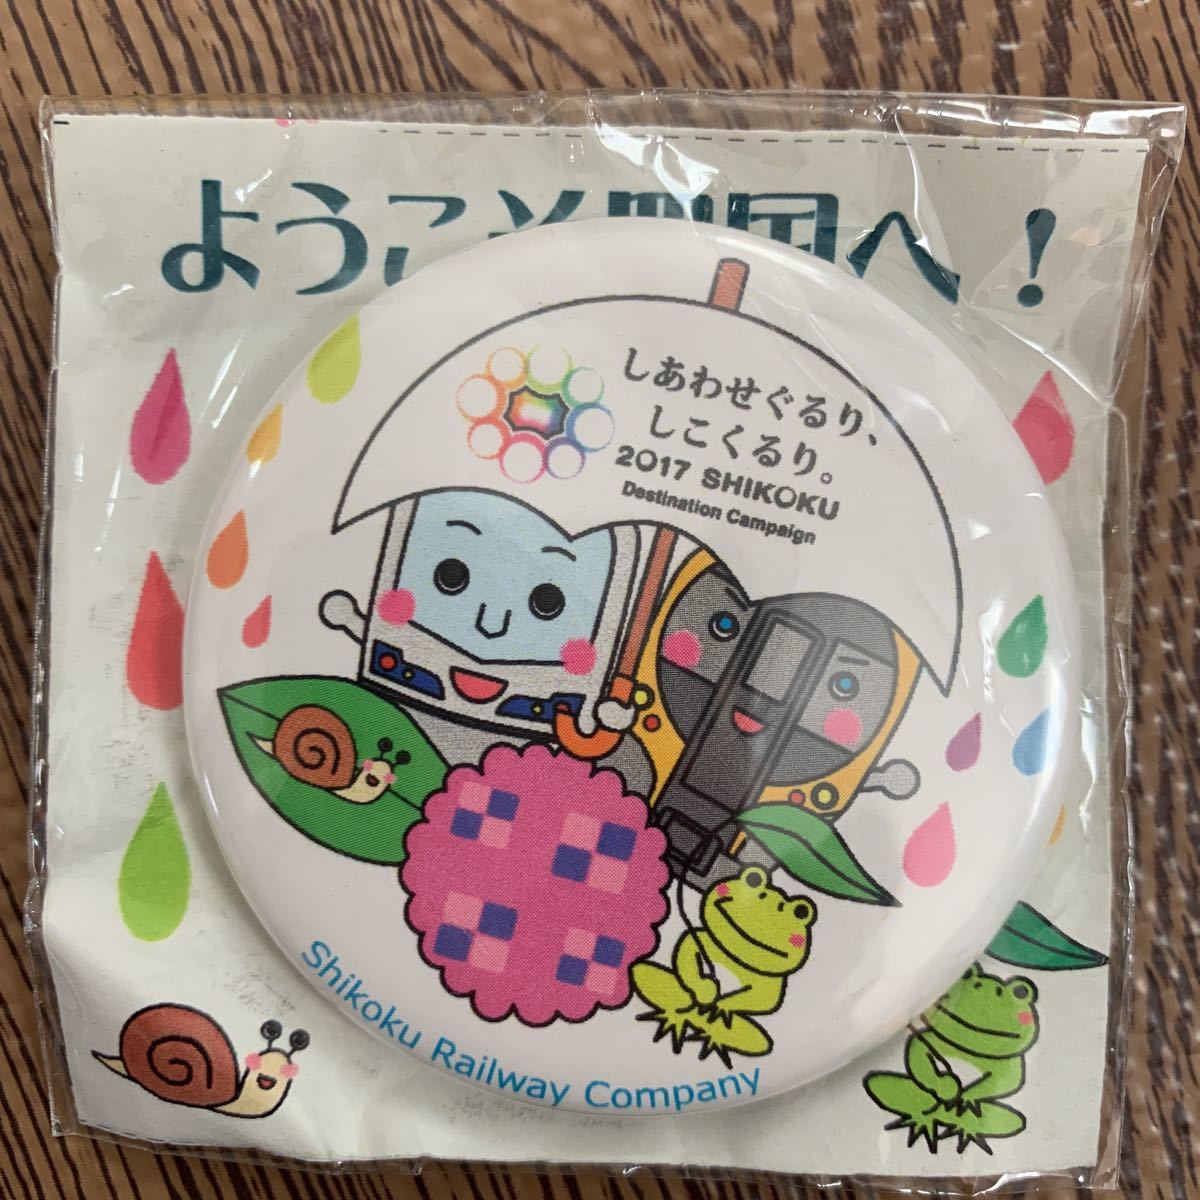 ようこそ四国へ！
しあわせぐるり、
しこくるり。
2017 SHIKOKU
Destination Campaign
Shikoku Railway Company